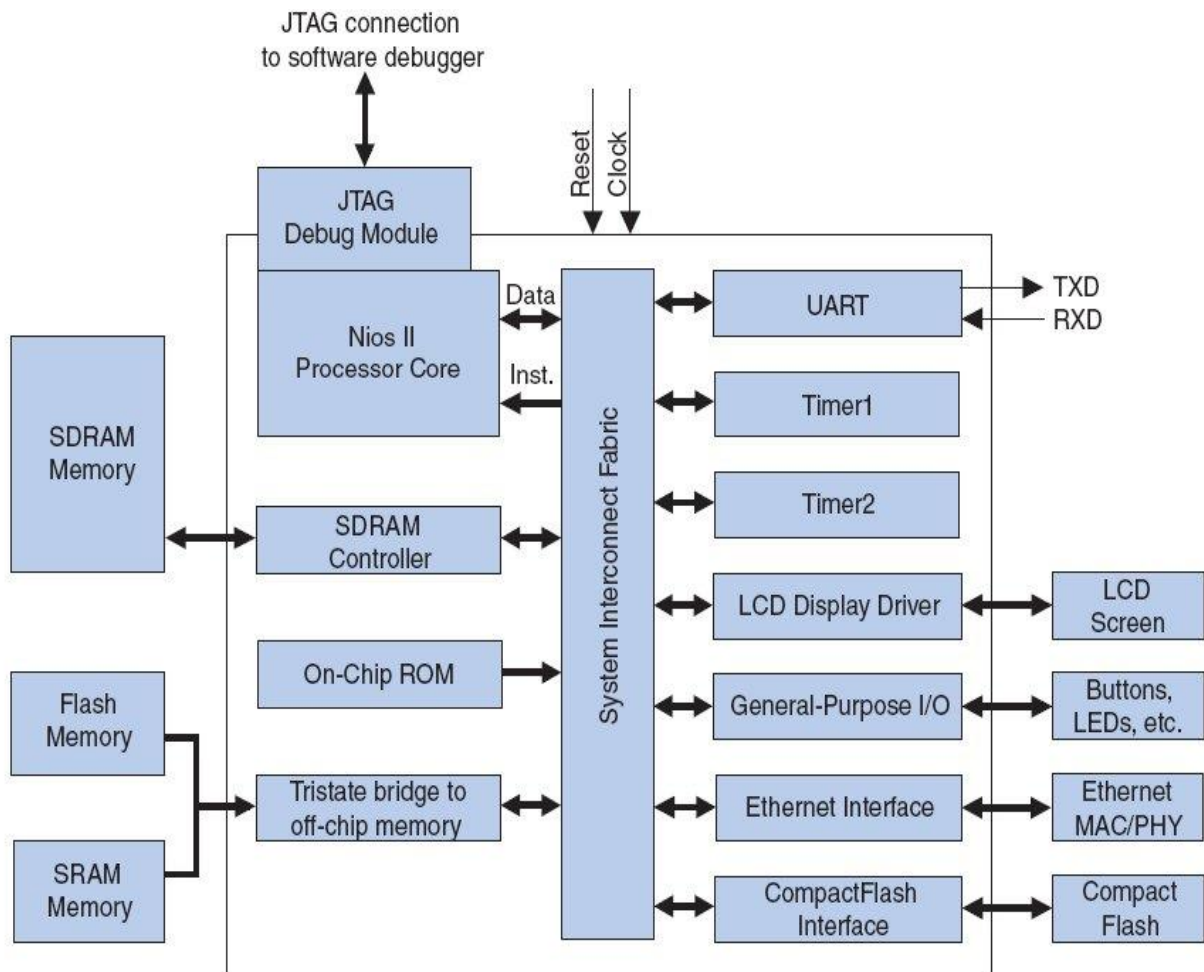 JTAG connection
to software debugger
Reset
Clock
JTAG
Debug Module
Nios II
Processor Core
Data
Inst.
System Interconnect Fabric
UART
TXD
RXD
Timer1
Timer2
SDRAM
Memory
SDRAM
Controller
LCD Display Driver
LCD
Screen
On-Chip ROM
General-Purpose I/O
Buttons,
LEDs, etc.
Flash
Memory
Tristate bridge to
off-chip memory
Ethernet Interface
Ethernet
MAC/PHY
SRAM
Memory
CompactFlash
Interface
Compact
Flash